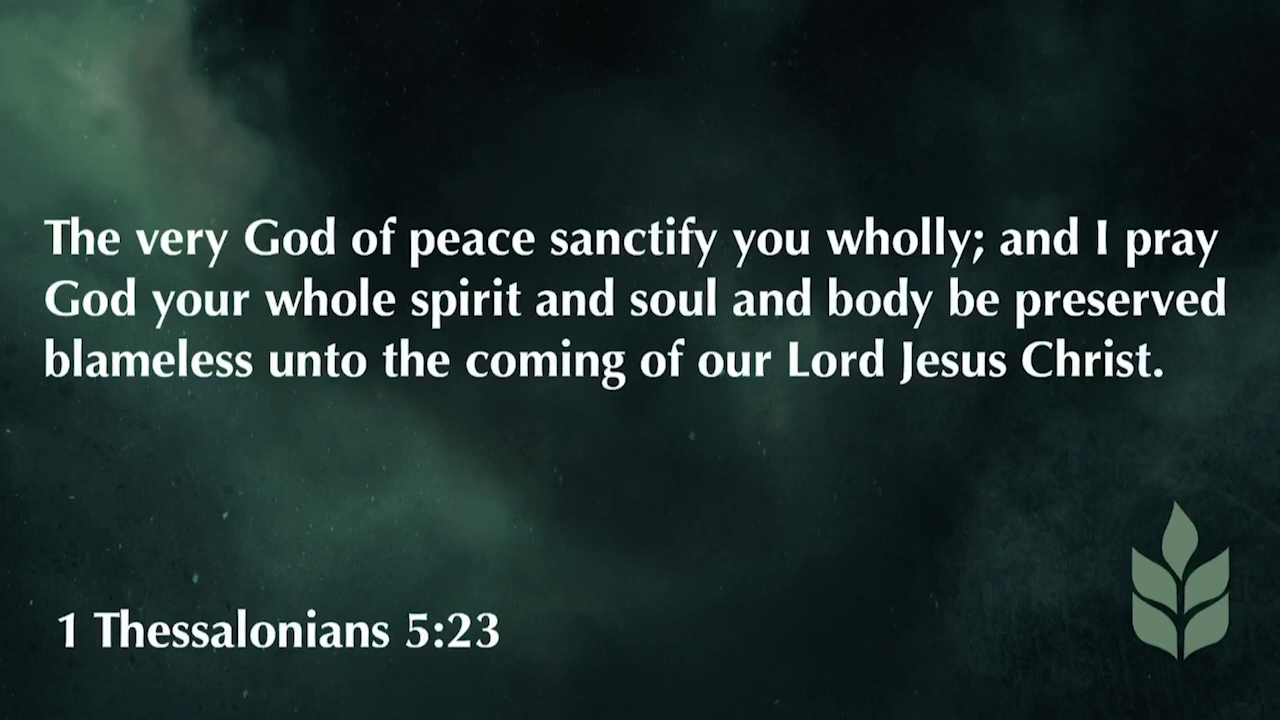 The very God of peace sanctify you wholly; and I pray
God your whole spirit and soul and body be preserved
blameless unto the coming of our Lord Jesus Christ.
1 Thessalonians 5:23